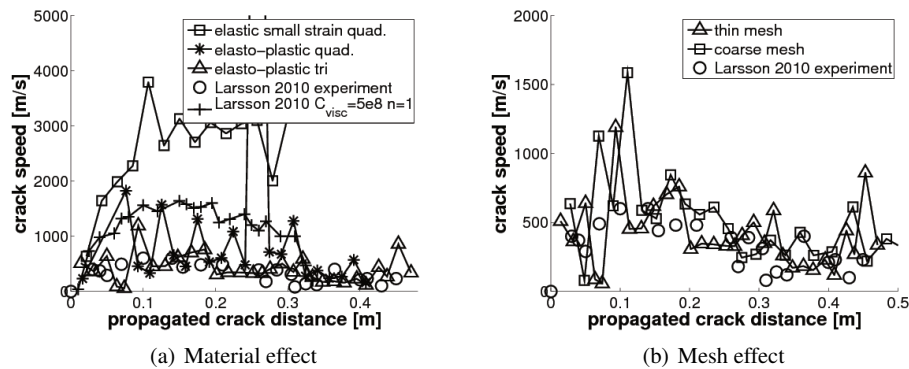 5000
4000
3000
2000
1000
0
0
0.1
0.2
0.3
0.4
crack speed [m/s]
propagated crack distance [m]
elastic small strain quad.
elasto-plastic quad.
elasto-plastic tri
Larsson 2010 experiment
Larsson 2010 C_visc=5e8 n=1
(a) Material effect
2000
1500
1000
500
0
0
0.1
0.2
0.3
0.4
0.5
crack speed [m/s]
propagated crack distance [m]
thin mesh
coarse mesh
Larsson 2010 experiment
(b) Mesh effect